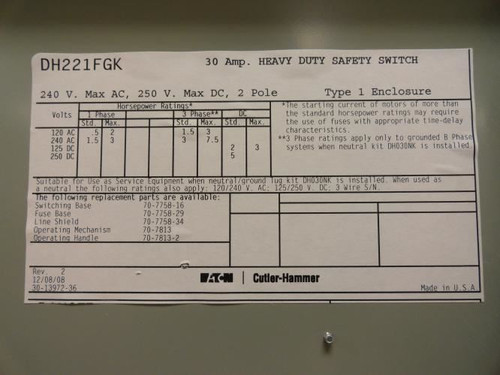 DH221FGK
30 Amp. HEAVY DUTY SAFETY SWITCH
240 V. Max AC, 250 V. Max DC, 2 Pole
Type 1 Enclosure
Horsepower Ratings*
Volts 1 Phase 3 Phase** DC
Std. Max. Std. Max. Std. Max.
120 AC .5 2 1.5 3
240 AC 1.5 3 3 7.5
125 DC 2 3
250 DC 5
*The starting current of motors of more than
the standard horsepower ratings may require
the use of fuses with appropriate time-delay
characteristics.
**3 Phase ratings apply only to grounded B Phase
systems when neutral kit DH030NK is installed
Suitable for Use as Service Equipment when neutral/ground lug kit DH030NK is installed. When used as
a neutral the following ratings also apply: 120/240 V. AC; 125/250 V. DC; 3 Wire S/N.
The following replacement parts are available:
Switching Base 70-7758-16
Fuse Base 70-7758-29
Line Shield 70-7758-34
Operating Mechanism 70-7813
Operating Handle 70-7813-2
Rev. 2
12/08/08
30-13972-36
EATON Cutler-Hammer
Made in U.S.A